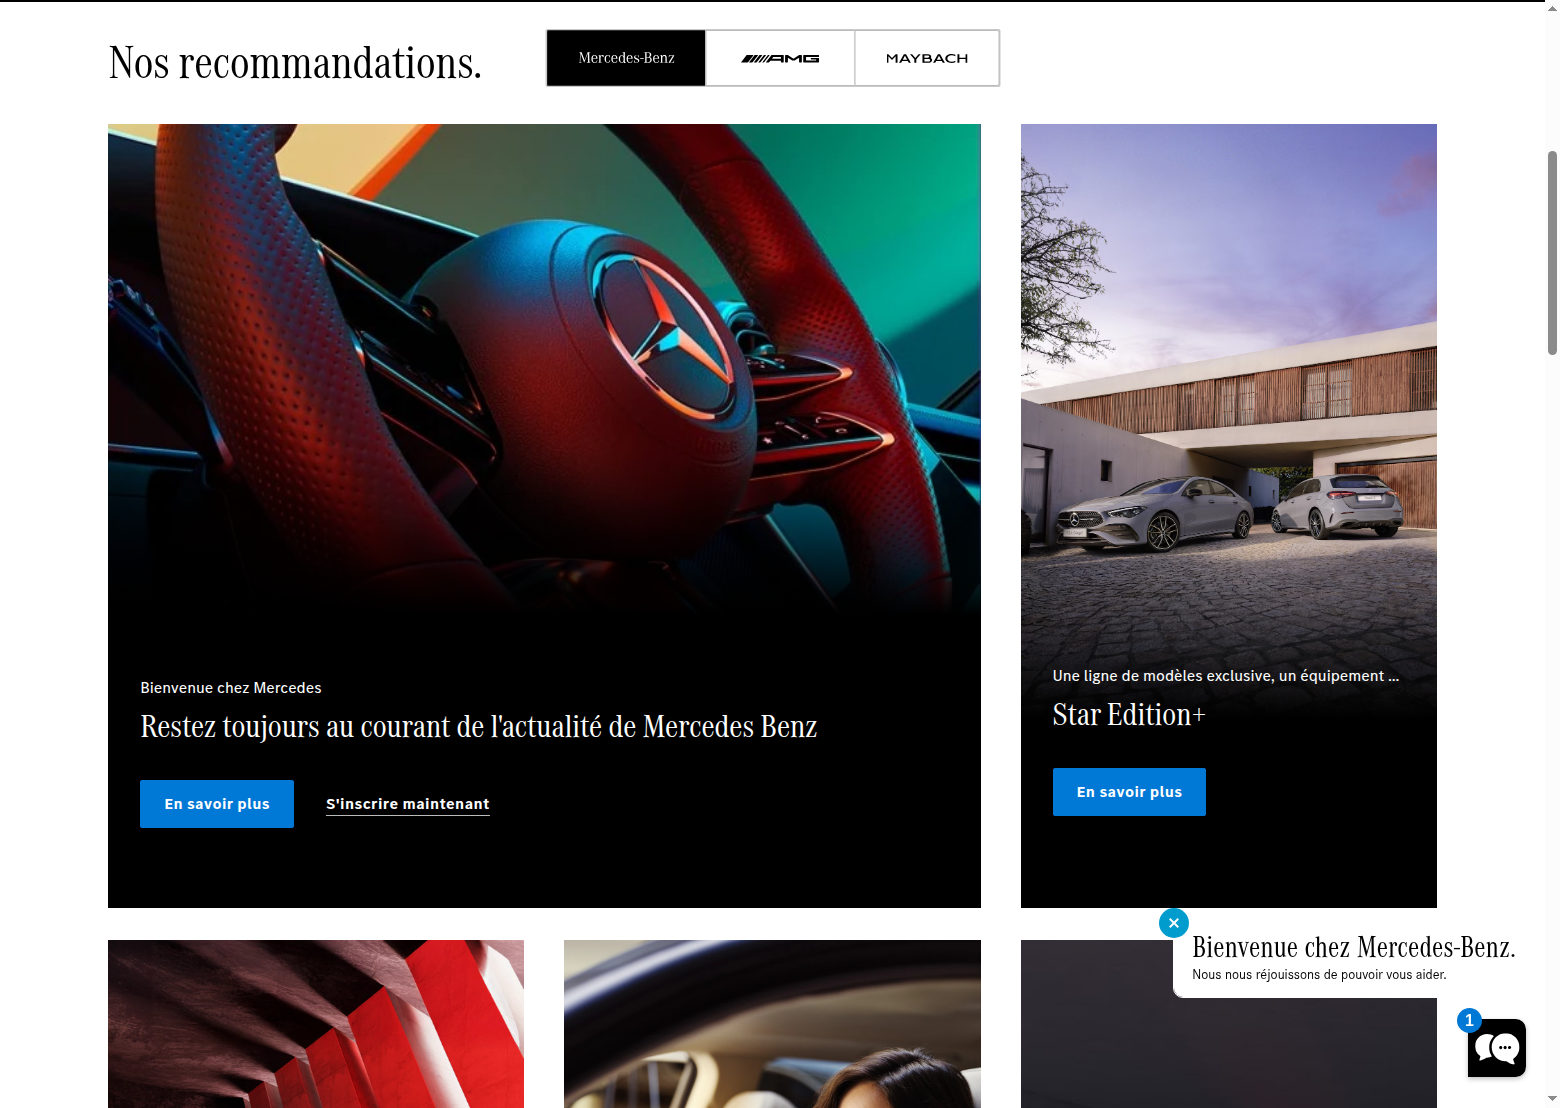 Nos recommandations.
Mercedes-Benz
AMG
MAYBACH
Bienvenue chez Mercedes
Restez toujours au courant de l'actualité de Mercedes Benz
En savoir plus
S'inscrire maintenant
Une ligne de modèles exclusive, un équipement ...
Star Edition+
En savoir plus
Bienvenue chez Mercedes-Benz.
Nous nous réjouissons de pouvoir vous aider.
1